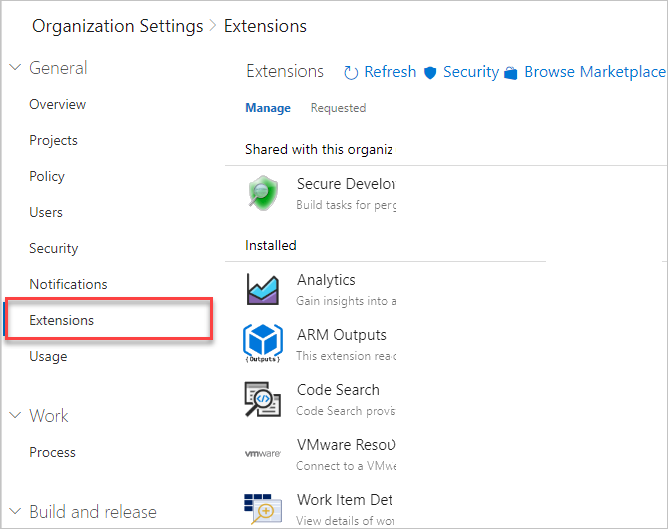 Organization Settings > Extensions
General
Overview
Projects
Policy
Users
Security
Notifications
Extensions
Usage
Work
Process
Build and release
Extensions Refresh Security Browse Marketplace
Manage Requested
Shared with this organiz
Secure Develo
Build tasks for per
Installed
Analytics
Gain insights into a
ARM Outputs
{Outputs}
This extension rea
Code Search
Code Search provi
vmware
VMware Resou
Connect to a VMw
Work Item Det
View details of wo